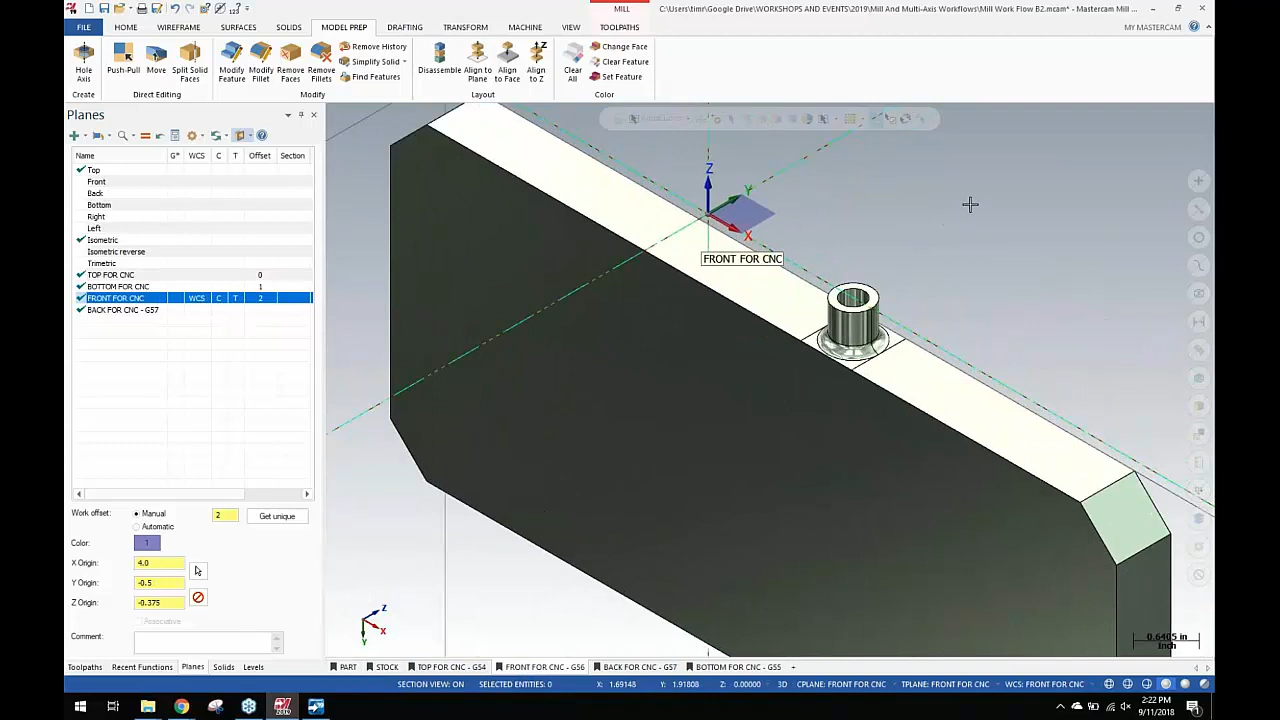 MILL
C:\Users\timr\Google Drive\WORKSHOPS AND EVENTS\2019\Mill And Multi-Axis Workflows\Mill Work Flow B2.mcam* - Mastercam Mill ...
FILE HOME WIREFRAME SURFACES SOLIDS MODEL PREP DRAFTING TRANSFORM MACHINE VIEW TOOLPATHS MY MASTERCAM
Hole Axis
Push-Pull
Move
Split Solid Faces
Modify Feature
Modify Fillet
Remove Faces
Remove Fillets
Remove History
Simplify Solid
Find Features
Disassemble
Align to Plane
Align to Face
Align to Z
Clear All
Change Face
Clear Feature
Set Feature
Create Direct Editing Modify Layout Color
Planes
Name G* WCS C T Offset Section
Top
Front
Back
Bottom
Right
Left
Isometric
Isometric reverse
Trimetric
TOP FOR CNC 0
BOTTOM FOR CNC 1
FRONT FOR CNC WCS C T 2
BACK FOR CNC - G57
Z
Y
X
FRONT FOR CNC
Work offset: Manual 2 Get unique
Automatic
Color: 1
X Origin: 4.0
Y Origin: -0.5
Z Origin: -0.375
Associative
Comment:
Z
X
Y
0.6405 in
Inch
Toolpaths Recent Functions Planes Solids Levels
PART STOCK TOP FOR CNC - G54 FRONT FOR CNC - G56 BACK FOR CNC - G57 BOTTOM FOR CNC - G55 +
SECTION VIEW: ON SELECTED ENTITIES: 0 X: 1.69148 Y: 1.91808 Z: 0.00000 3D CPLANE: FRONT FOR CNC TPLANE: FRONT FOR CNC WCS: FRONT FOR CNC
2:22 PM
9/11/2018